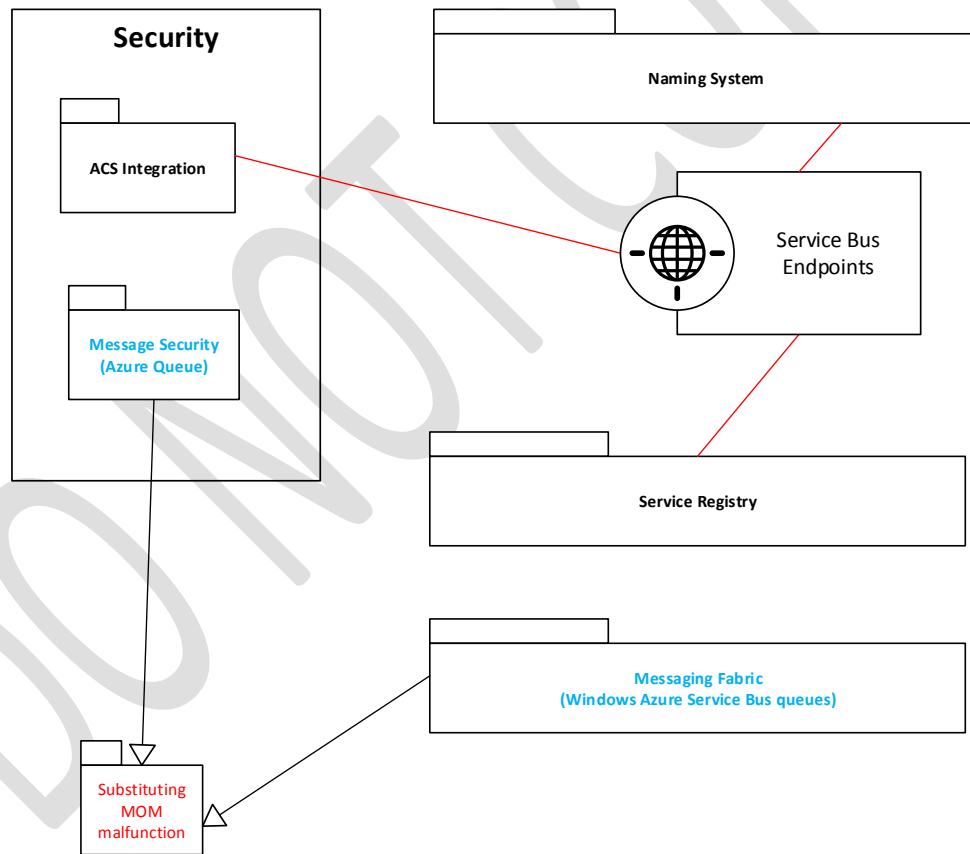 Security
Naming System
ACS Integration
Service Bus
Endpoints
Message Security
(Azure Queue)
Service Registry
Messaging Fabric
(Windows Azure Service Bus queues)
Substituting
MOM
malfunction
DO NOT